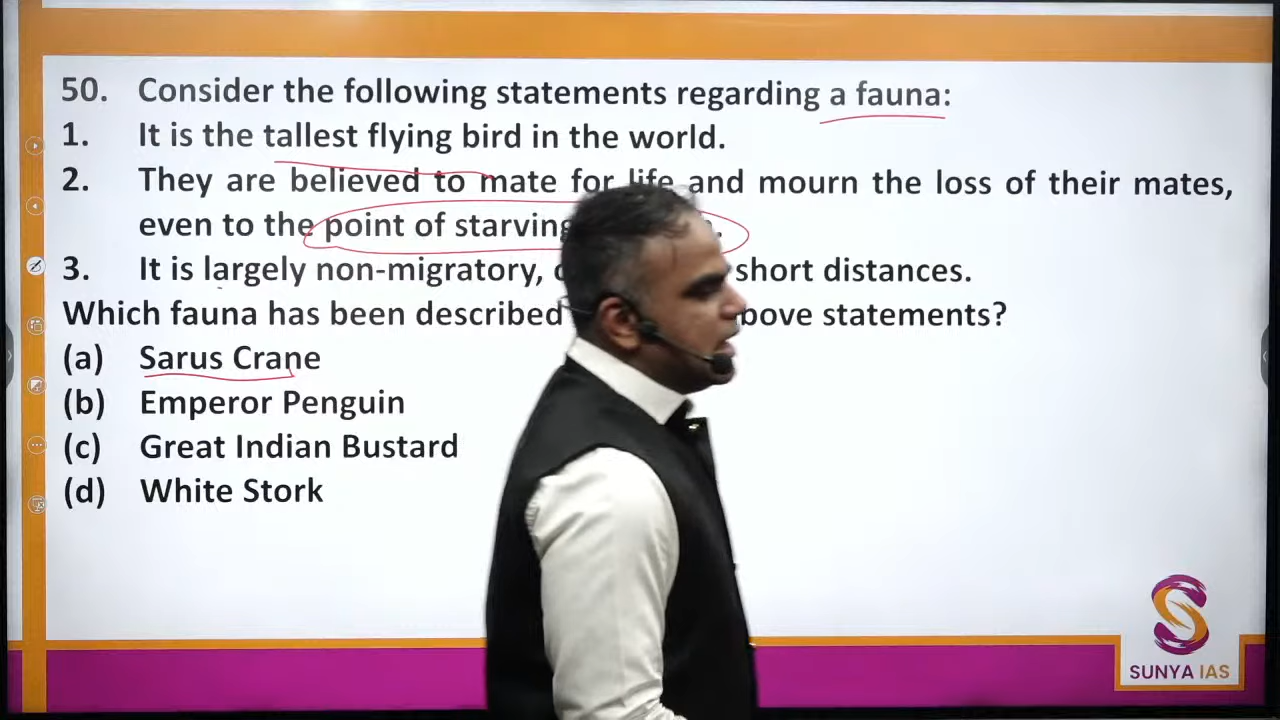 50. Consider the following statements regarding a fauna:
1. It is the tallest flying bird in the world.
2. They are believed to mate for life and mourn the loss of their mates,
even to the point of starving
3. It is largely non-migratory, short distances.
Which fauna has been described above statements?
(a) Sarus Crane
(b) Emperor Penguin
(c) Great Indian Bustard
(d) White Stork
SUNYA IAS